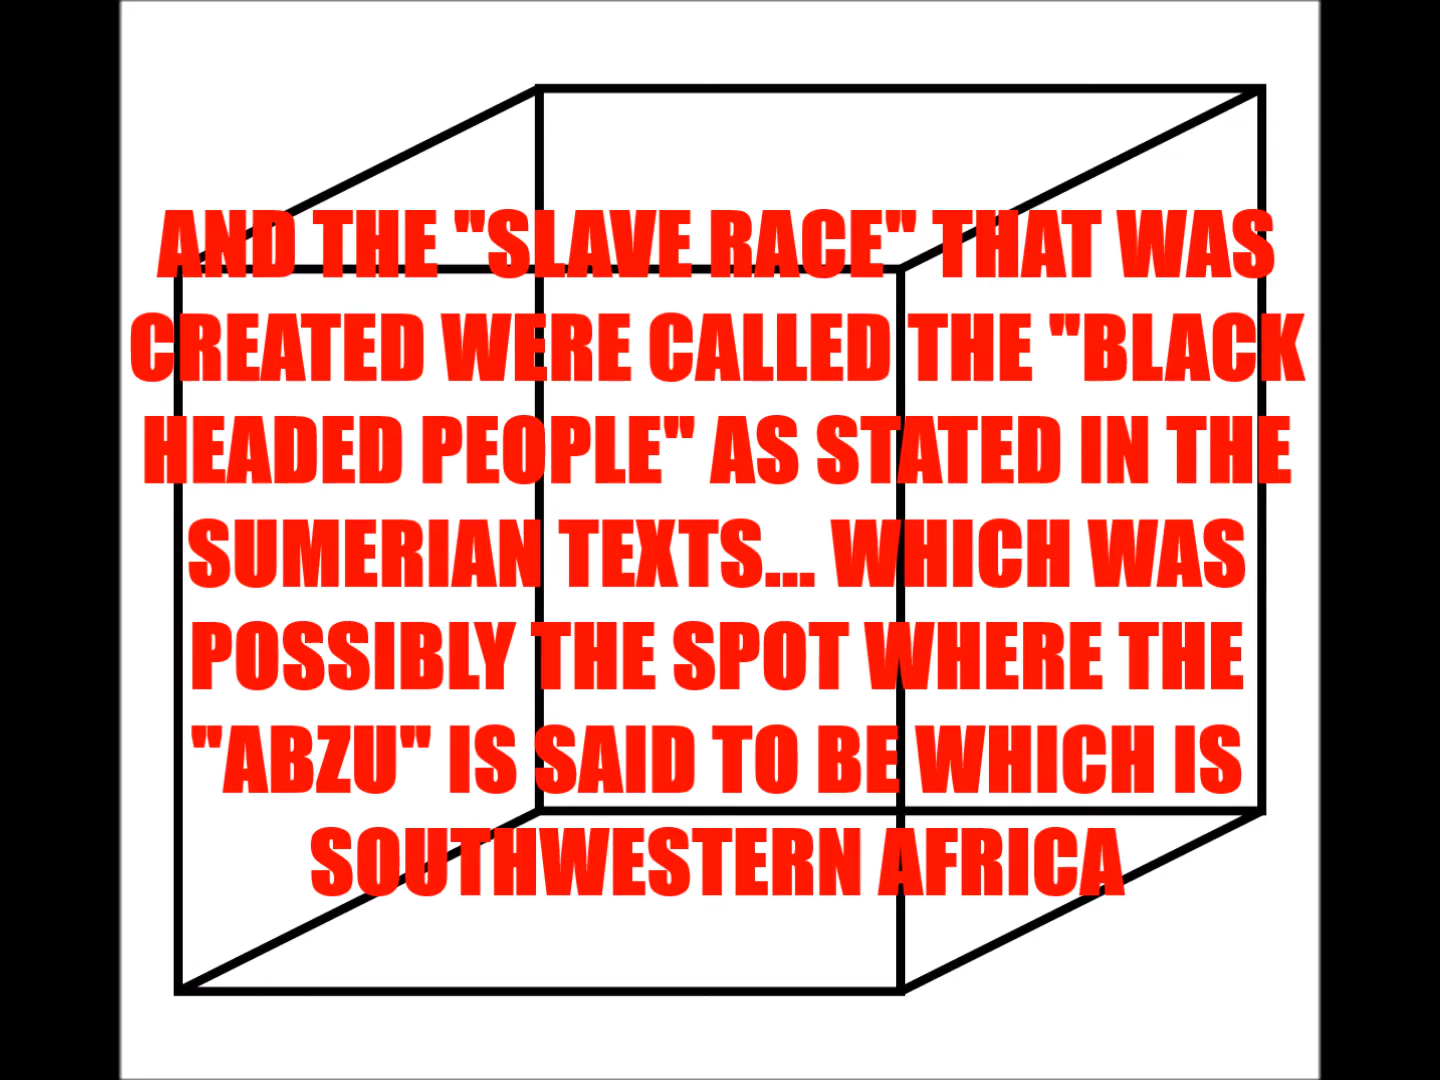 AND THE "SLAVE RACE" THAT WAS
CREATED WERE CALLED THE "BLACK
HEADED PEOPLE" AS STATED IN THE
SUMERIAN TEXTS... WHICH WAS
POSSIBLY THE SPOT WHERE THE
"ABZU" IS SAID TO BE WHICH IS
SOUTHWESTERN AFRICA